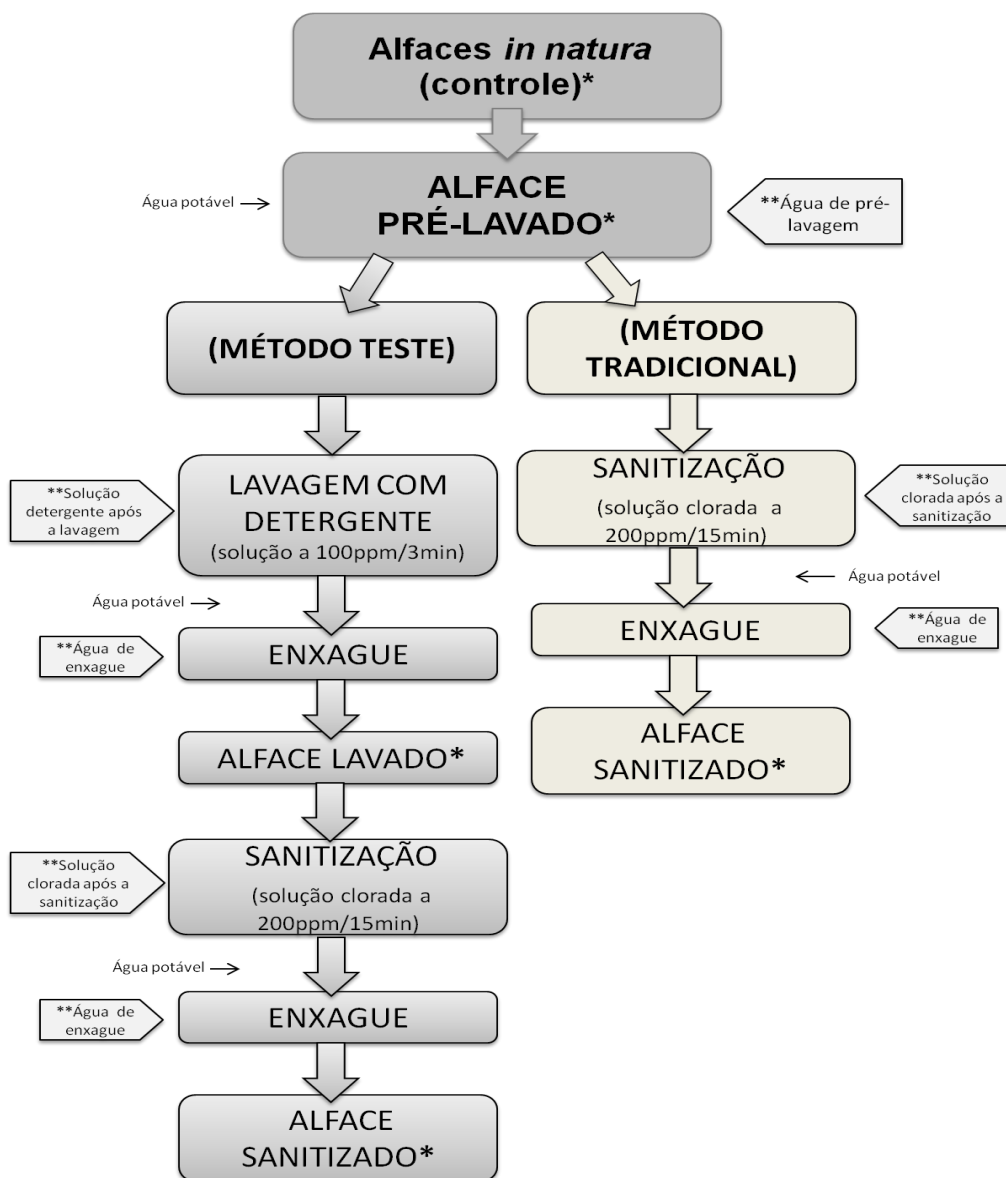 Alfaces in natura
(controle)*
Água potável
ALFACE
PRÉ-LAVADO*
**Água de pré-
lavagem
(MÉTODO TESTE)
(MÉTODO
TRADICIONAL)
**Solução
detergente após
a lavagem
LAVAGEM COM
DETERGENTE
(solução a 100ppm/3min)
SANITIZAÇÃO
(solução clorada a
200ppm/15min)
**Solução
clorada após a
sanitização
Água potável
Água potável
**Água de
enxague
ENXAGUE
ENXAGUE
**Água de
enxague
ALFACE LAVADO*
ALFACE
SANITIZADO*
**Solução
clorada após a
sanitização
SANITIZAÇÃO
(solução clorada a
200ppm/15min)
Água potável
**Água de
enxague
ENXAGUE
ALFACE
SANITIZADO*